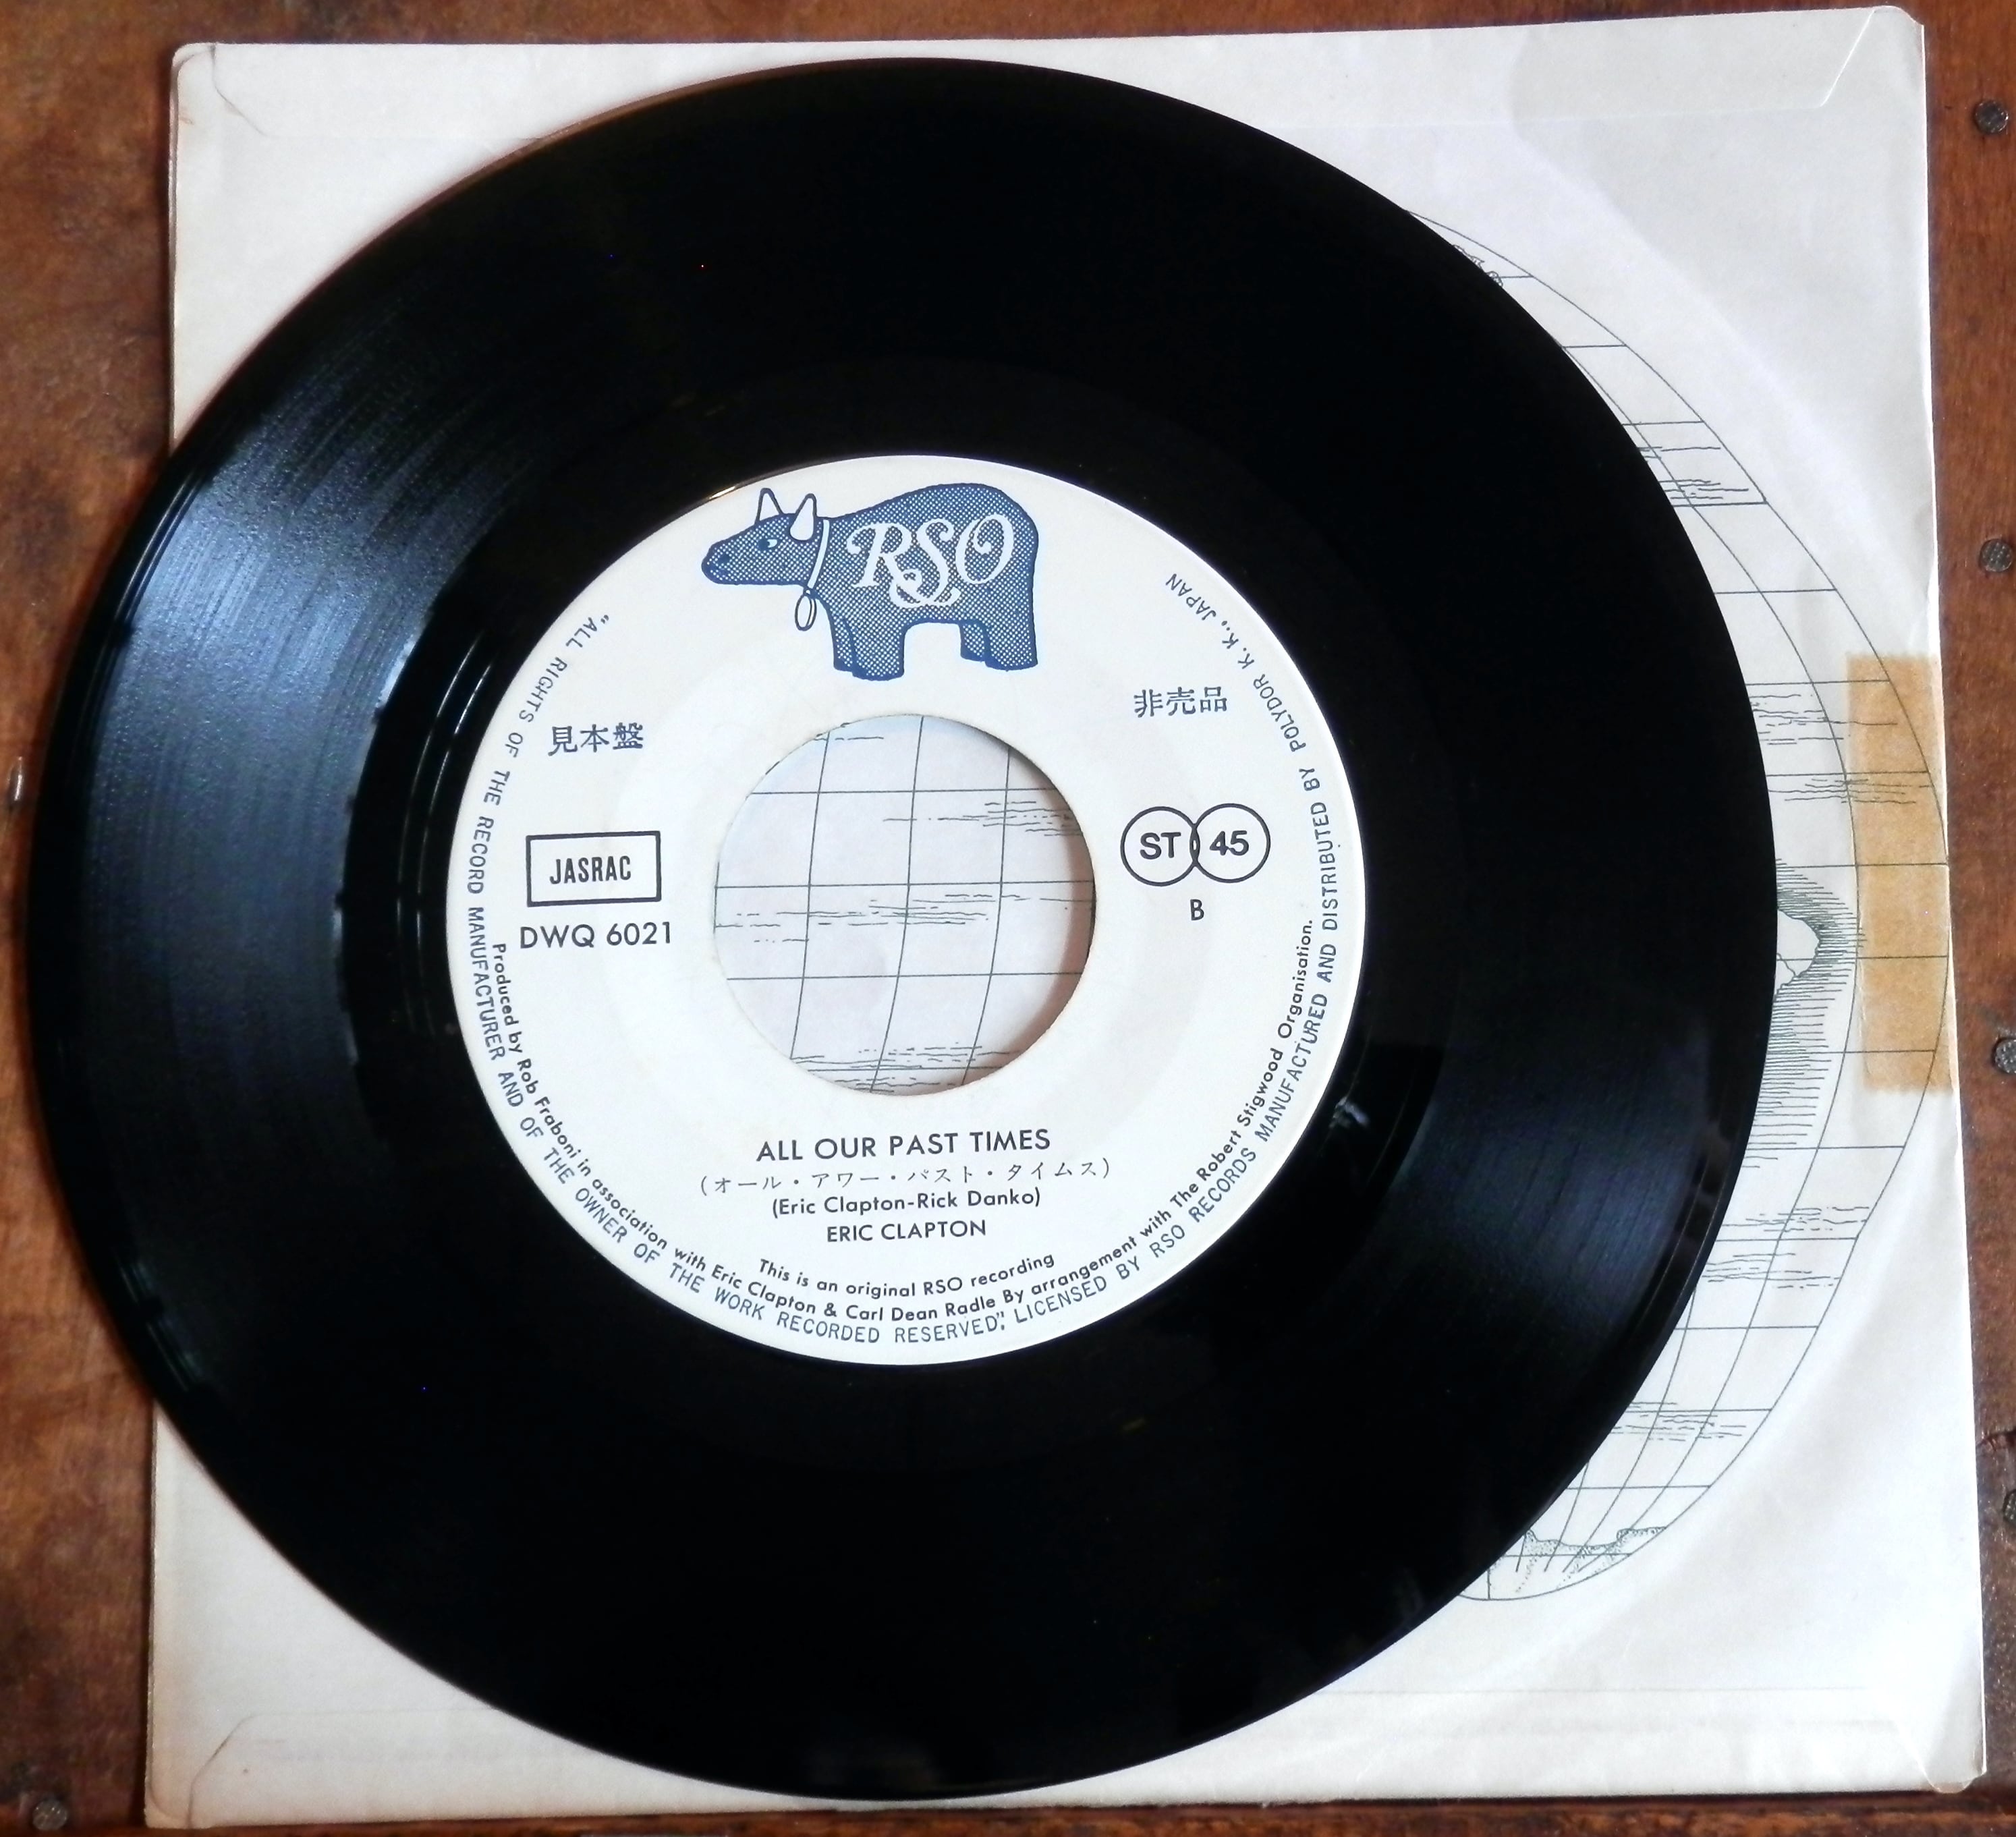 RSO
見本盤
非売品
JASRAC
DWQ 6021
ST 45
B
ALL OUR PAST TIMES
(オール・アワー・パスト・タイムス)
(Eric Clapton-Rick Danko)
ERIC CLAPTON
This is an original RSO recording
Produced by Rob Fraboni in association with Eric Clapton & Carl Dean Radle By arrangement with The Robert Stigwood Organisation.
"ALL RIGHTS OF THE RECORD MANUFACTURER AND OF THE OWNER OF THE WORK RECORDED RESERVED", LICENSED BY RSO RECORDS MANUFACTURED AND DISTRIBUTED BY POLYDOR K.K., JAPAN